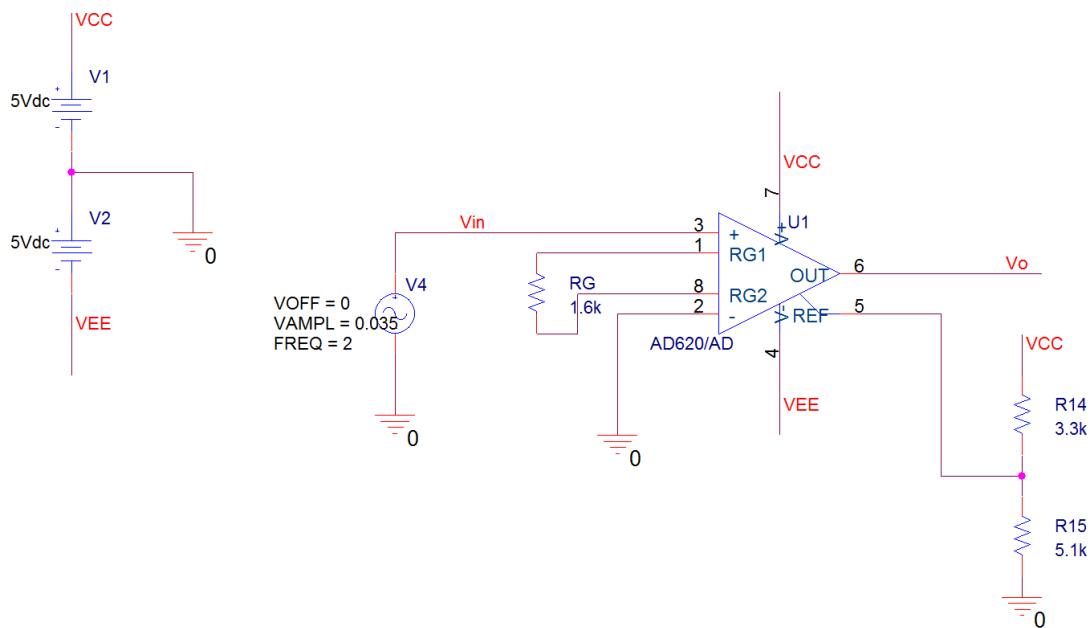 VCC
V1
5Vdc
+
-
V2
5Vdc
+
-
0
VEE
Vin
V4
+
-
VOFF = 0
VAMPL = 0.035
FREQ = 2
0
RG
1.6k
3
1
8
2
+
RG1
RG2
-
VCC
7
V+
U1
OUT
6
Vo
REF
5
V-
4
AD620/AD
VEE
0
VCC
R14
3.3k
R15
5.1k
0